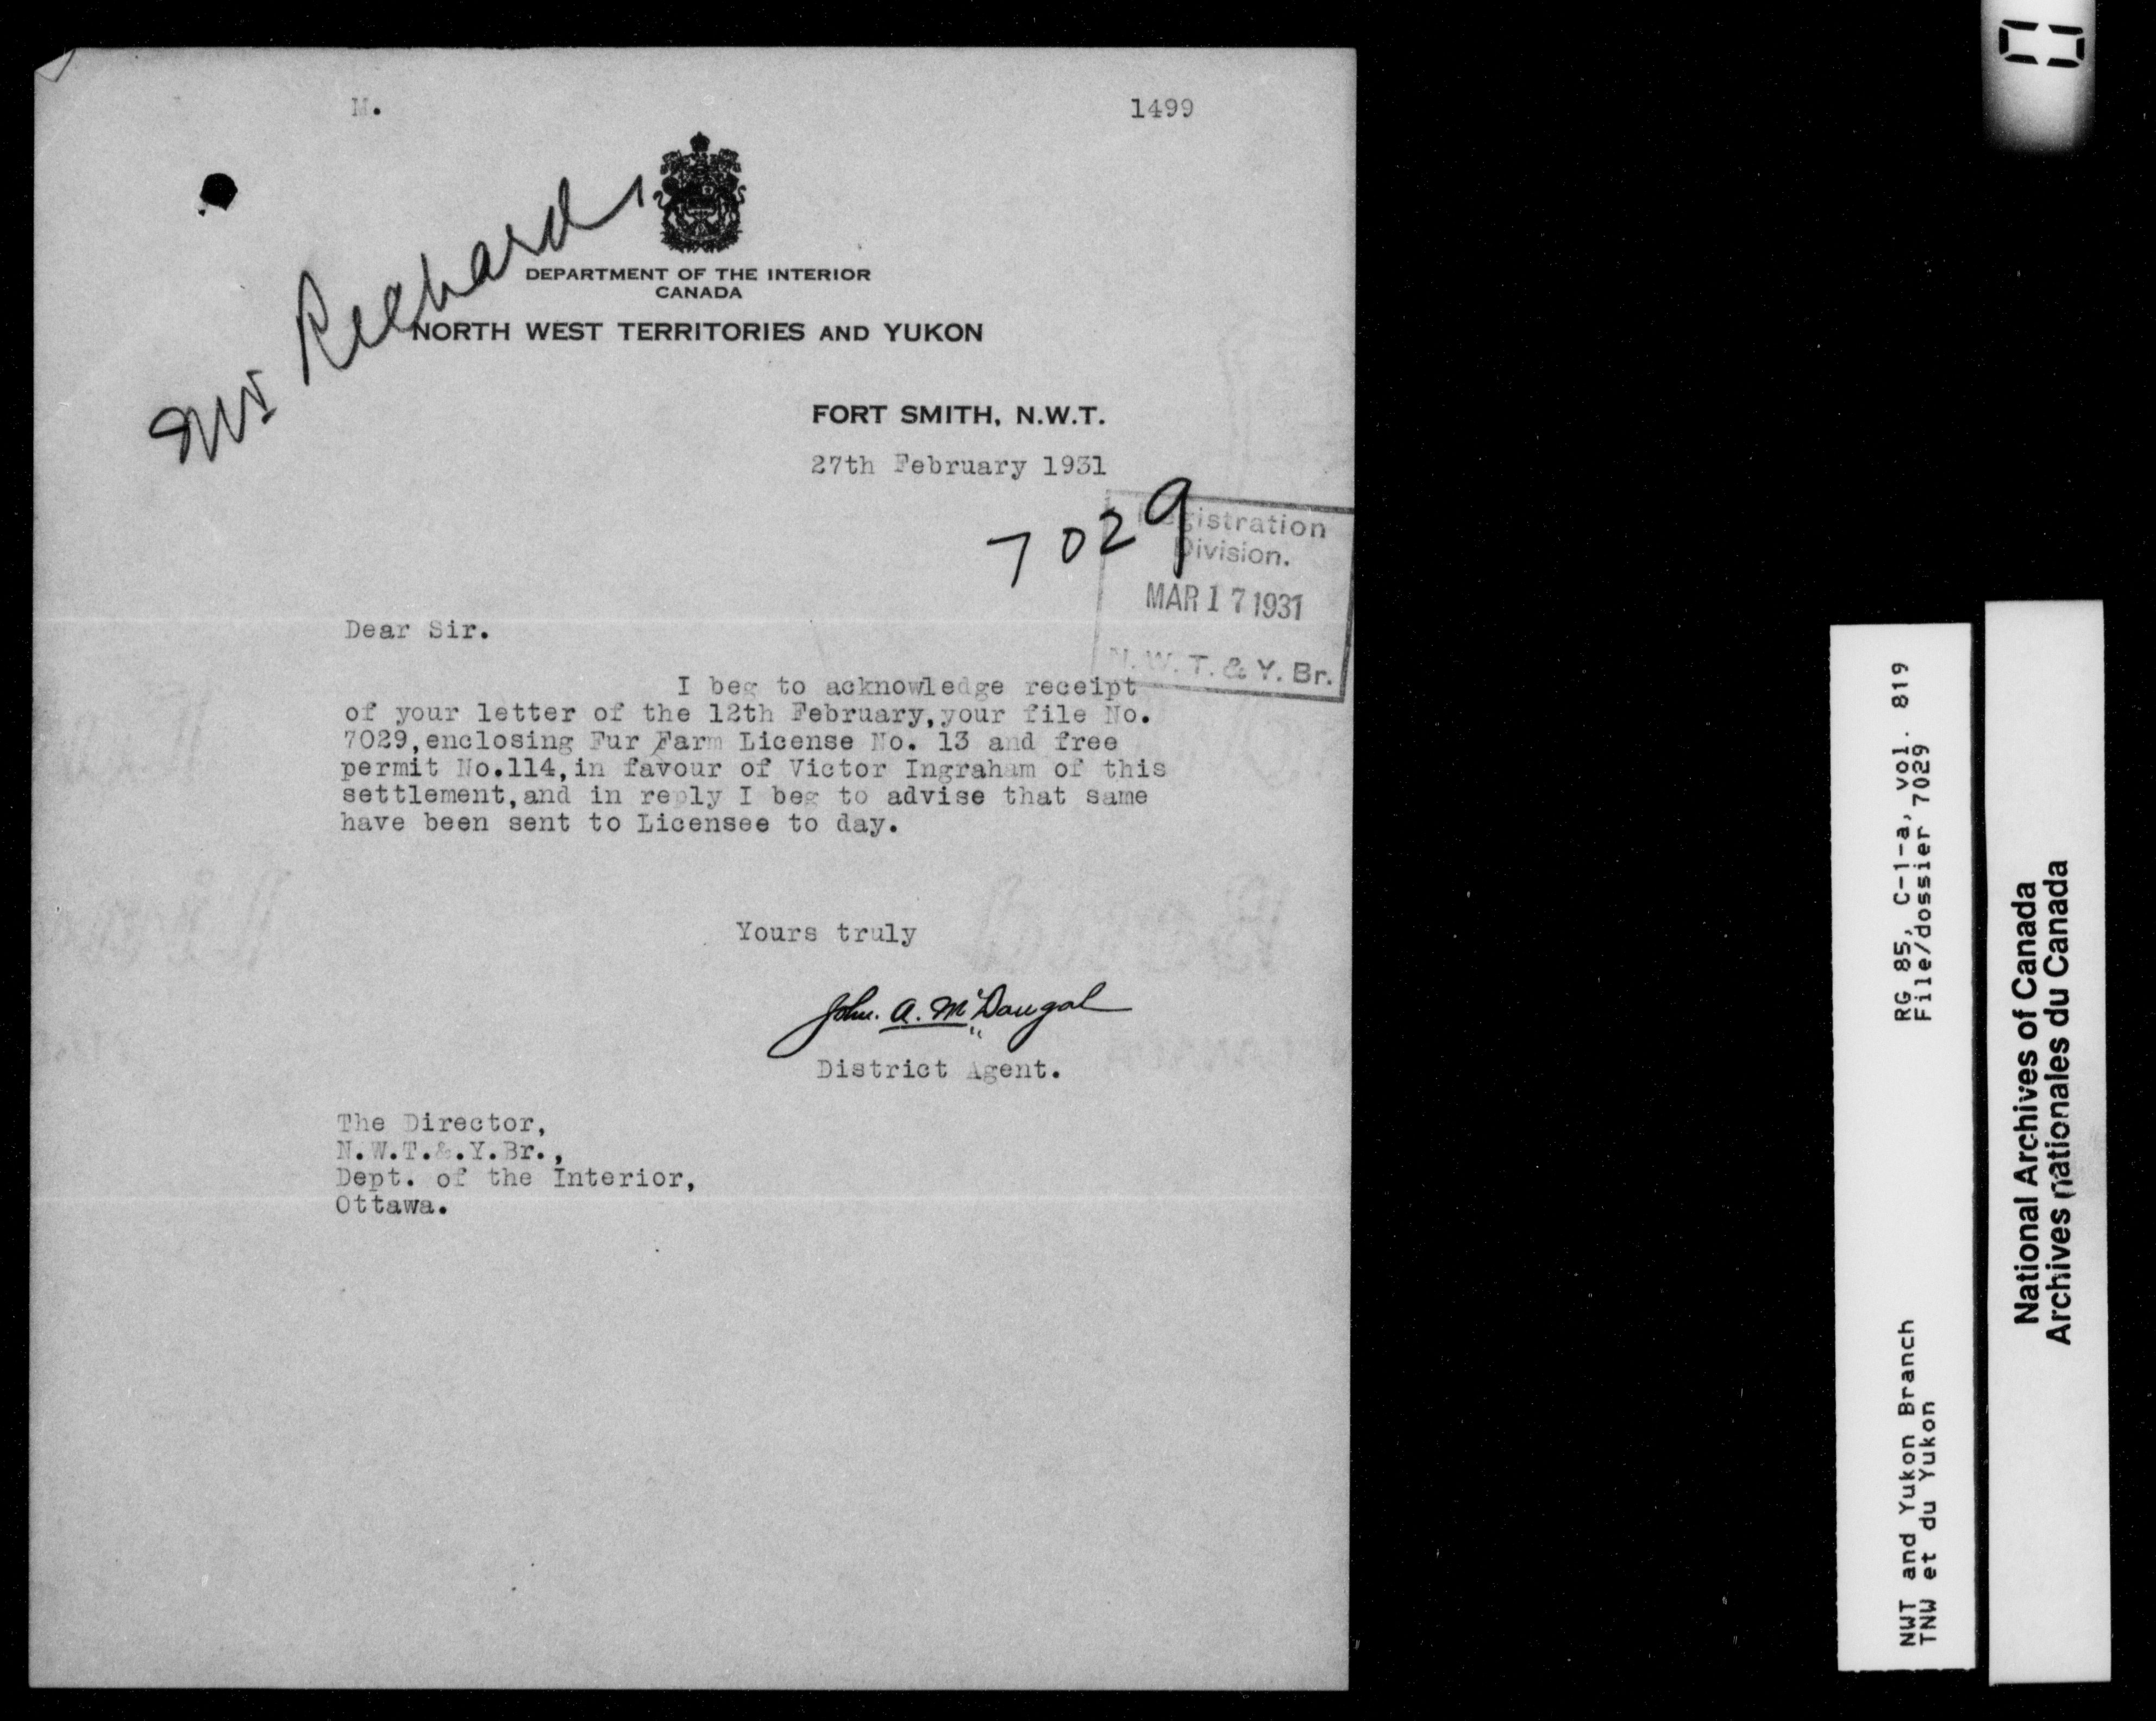 M. 1499
DEPARTMENT OF THE INTERIOR
CANADA
NORTH WEST TERRITORIES AND YUKON
Mr Richards
FORT SMITH, N.W.T.
27th February 1931
7029
Registration
Division.
MAR 17 1931
N.W.T. & Y. Br.
Dear Sir.
I beg to acknowledge receipt
of your letter of the 12th February,your file No.
7029,enclosing Fur Farm License No. 13 and free
permit No.114,in favour of Victor Ingraham of this
settlement,and in reply I beg to advise that same
have been sent to Licensee to day.
Yours truly
John. A. McDougal
District Agent.
The Director,
N.W.T.&.Y.Br.,
Dept. of the Interior,
Ottawa.
RG 85, C-1-a, vol. 819
File/dossier 7029
NWT and Yukon Branch
TNW et du Yukon
National Archives of Canada
Archives nationales du Canada